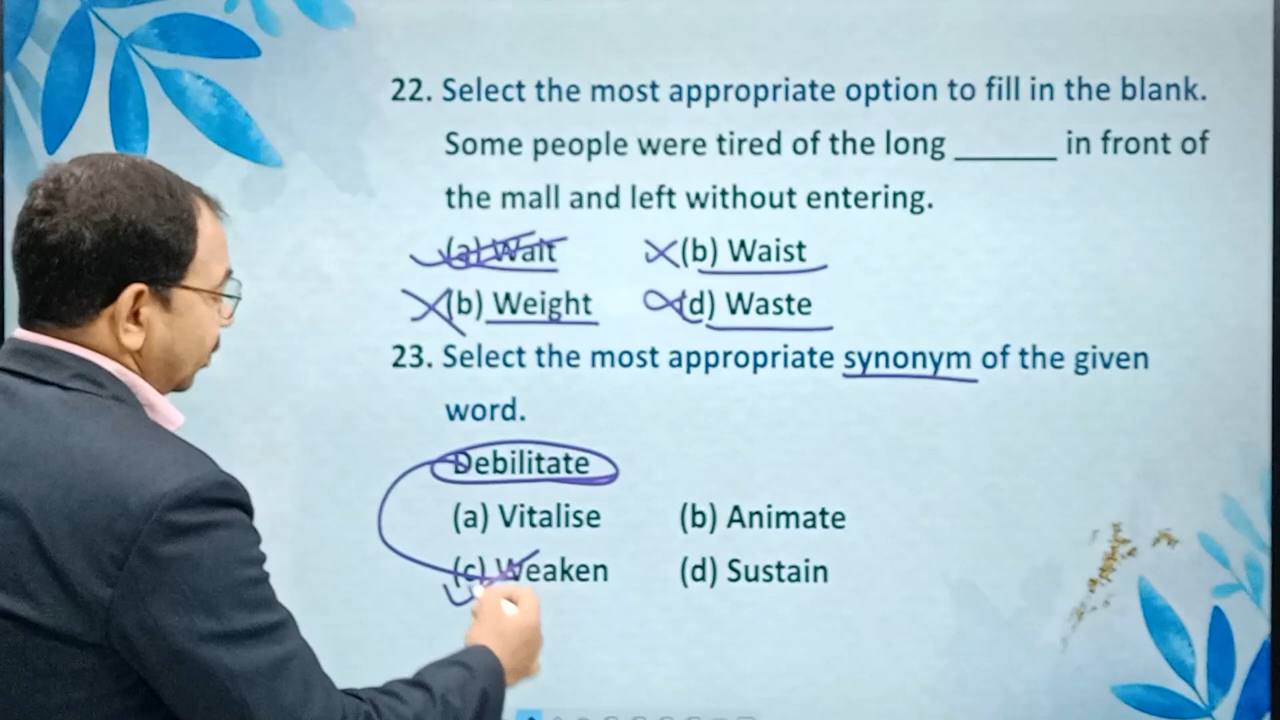 22. Select the most appropriate option to fill in the blank.
Some people were tired of the long ______ in front of
the mall and left without entering.
(a) Wait (b) Waist
(b) Weight (d) Waste
23. Select the most appropriate synonym of the given
word.
Debilitate
(a) Vitalise (b) Animate
(c) Weaken (d) Sustain